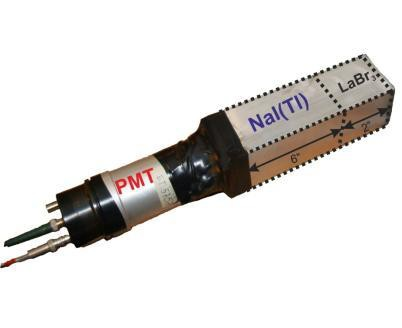 NaI(Tl)
LaBr3
6"
2"
PMT